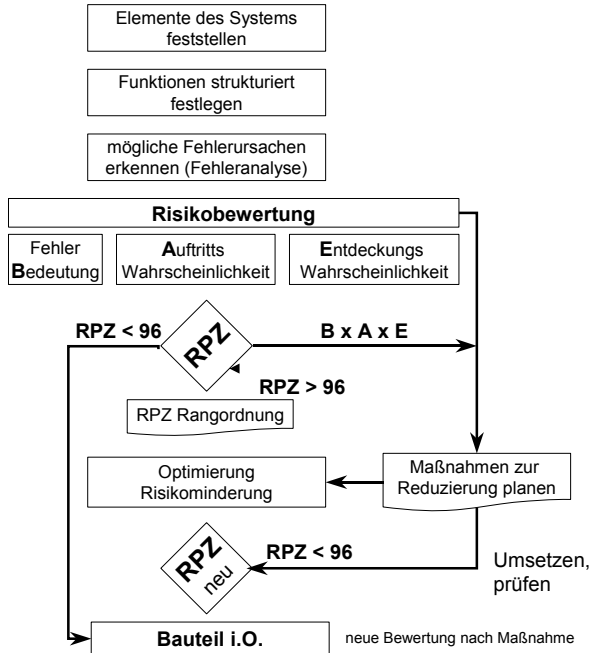 Elemente des Systems
feststellen
Funktionen strukturiert
festlegen
mögliche Fehlerursachen
erkennen (Fehleranalyse)
Risikobewertung
Fehler
Bedeutung
Auftritts
Wahrscheinlichkeit
Entdeckungs
Wahrscheinlichkeit
RPZ < 96
RPZ
B x A x E
RPZ > 96
RPZ Rangordnung
Optimierung
Risikominderung
Maßnahmen zur
Reduzierung planen
RPZ
neu
RPZ < 96
Umsetzen,
prüfen
Bauteil i.O.
neue Bewertung nach Maßnahme